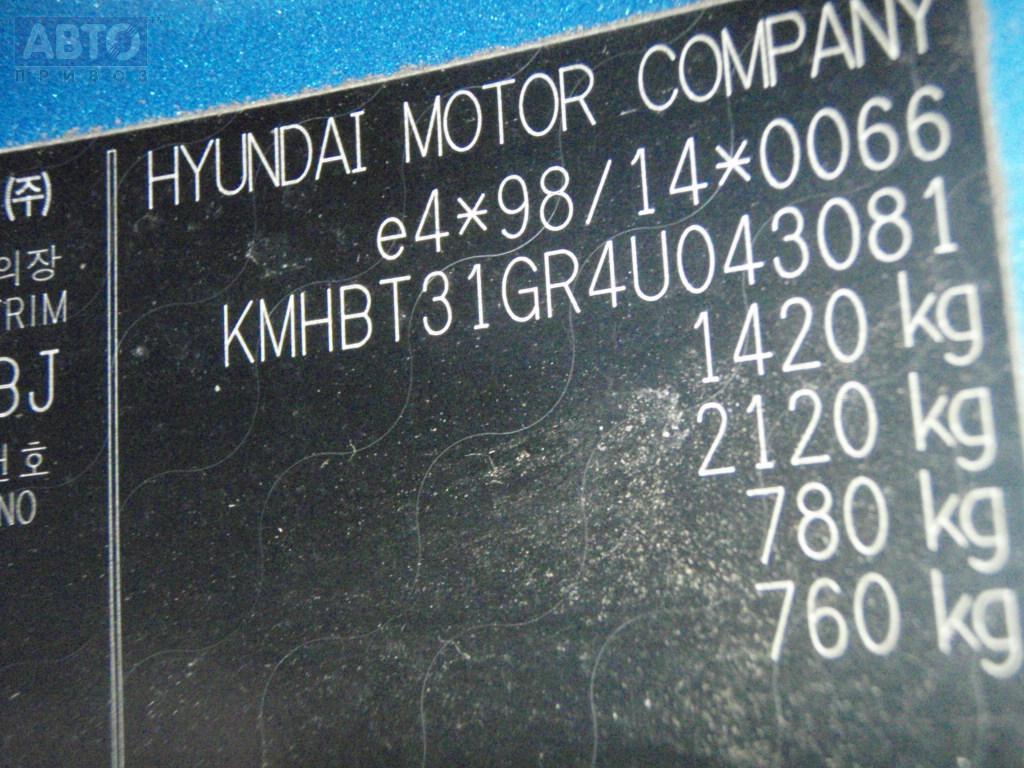 АВТО
ПРИВОЗ
HYUNDAI MOTOR COMPANY
e4*98/14*0066
KMHBT31GR4U043081
1420 kg
2120 kg
780 kg
760 kg
(주)
의장
TRIM
BJ
번호
NO